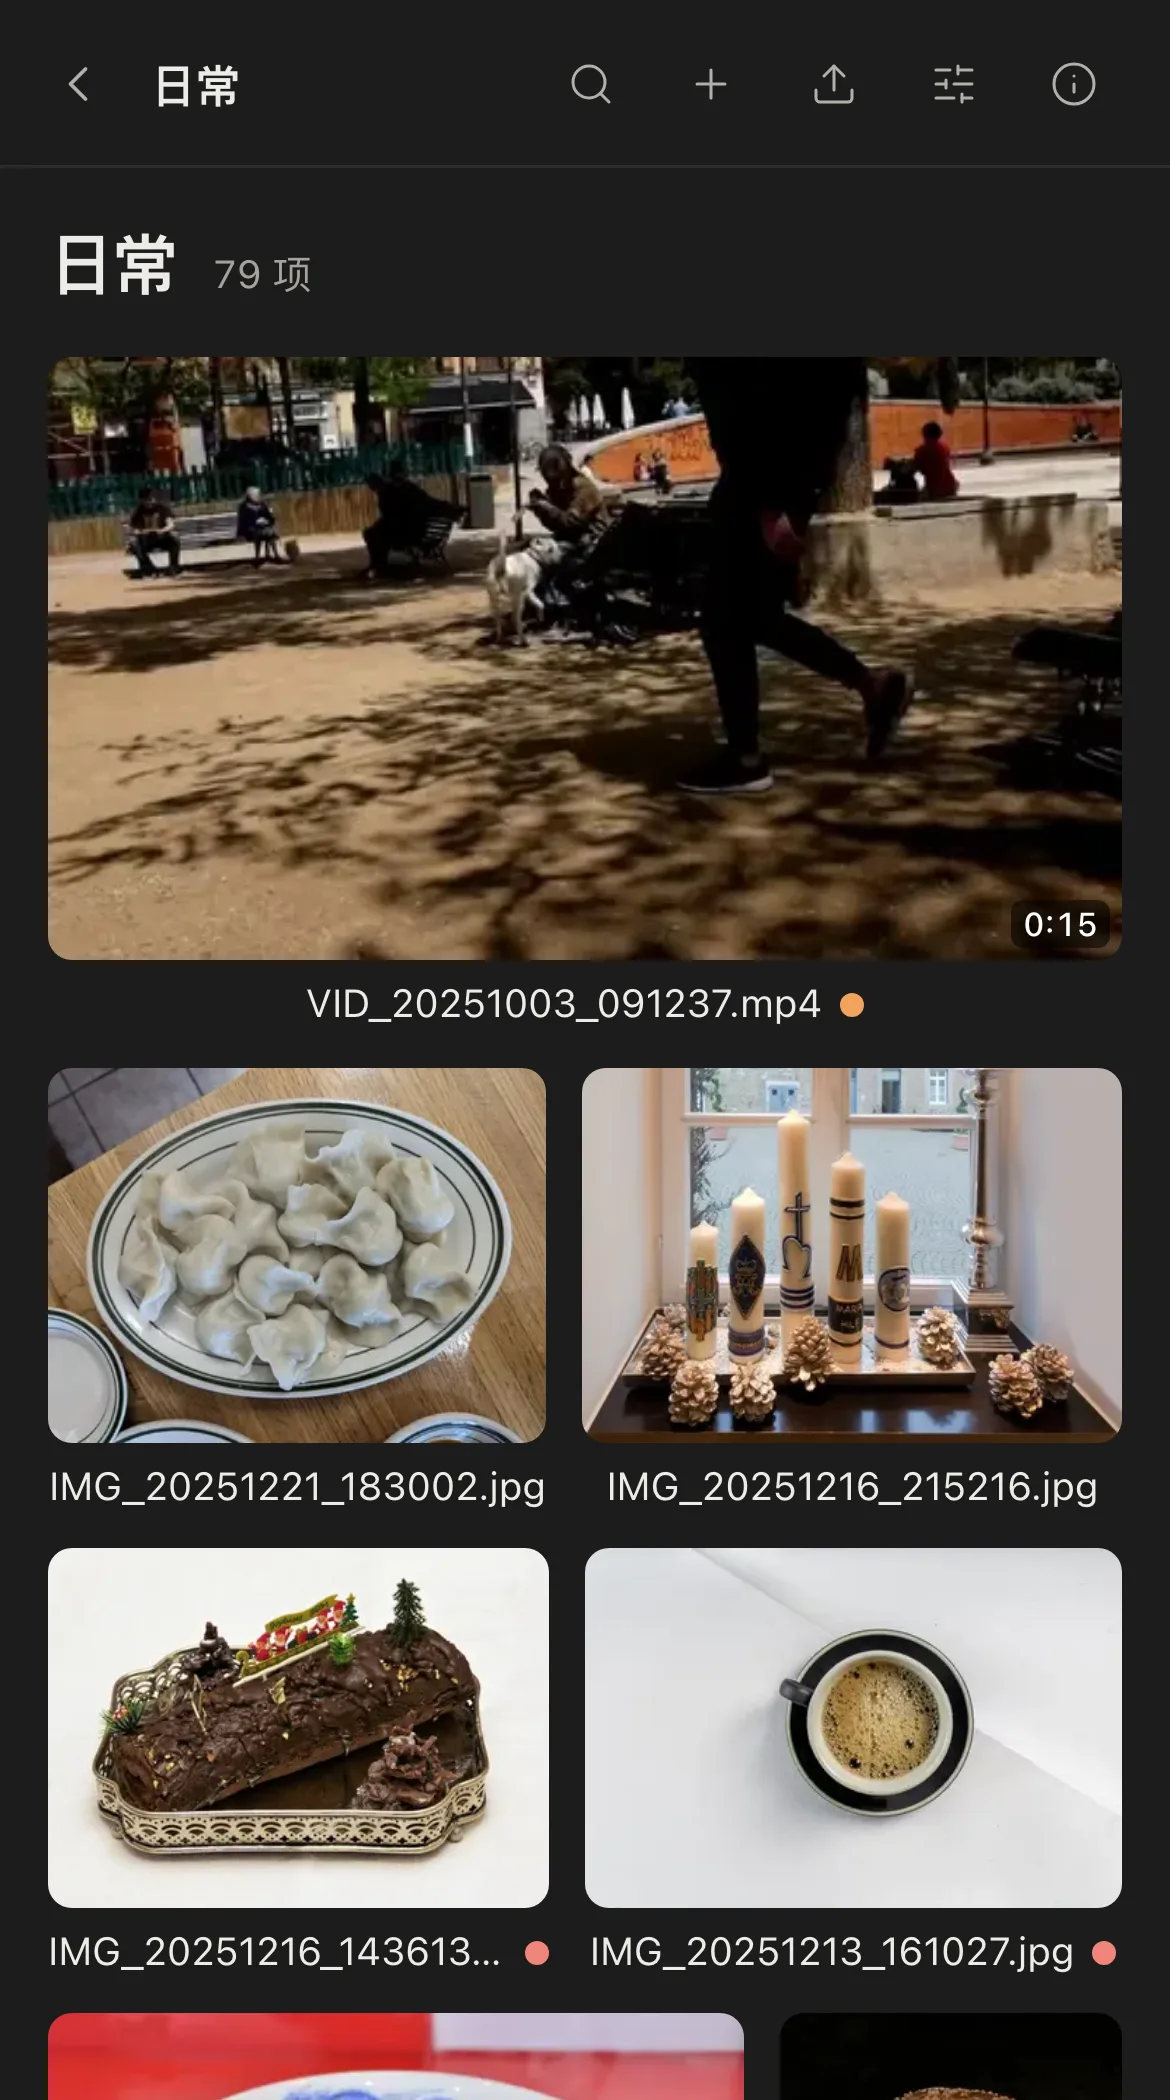 日常
日常 79 项
0:15
VID_20251003_091237.mp4
IMG_20251221_183002.jpg
IMG_20251216_215216.jpg
IMG_20251216_143613...
IMG_20251213_161027.jpg